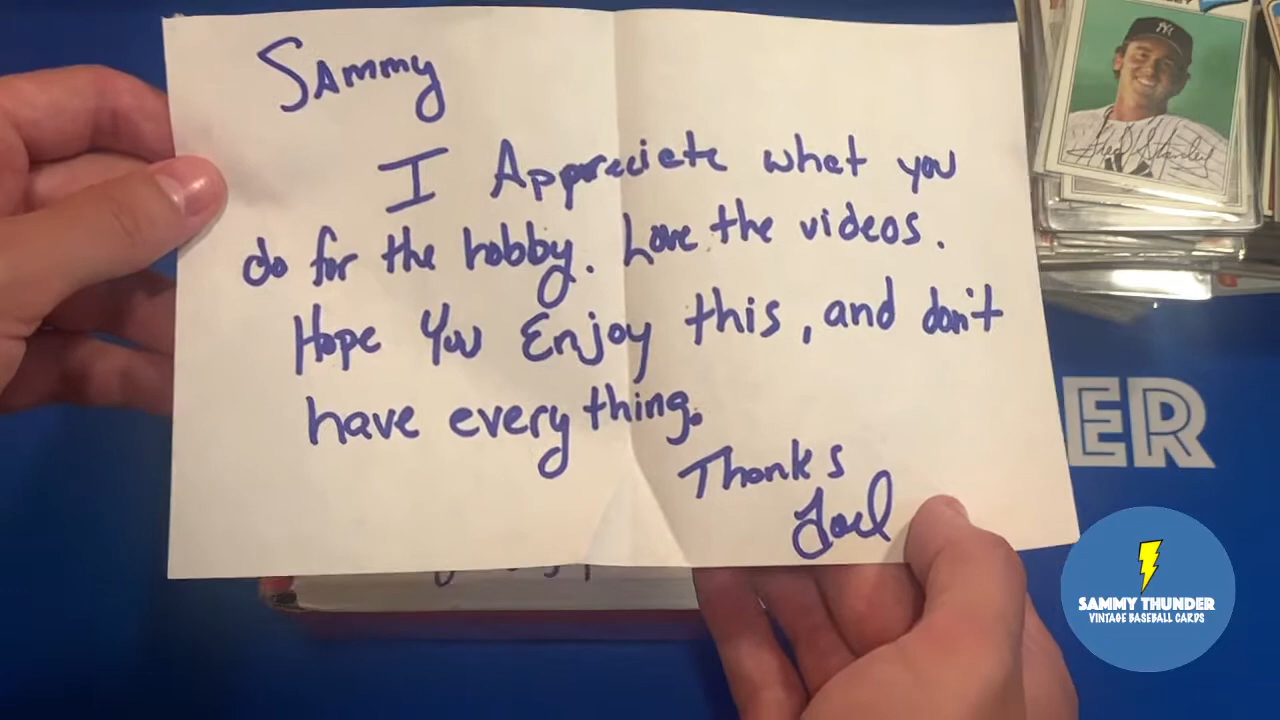 Sammy
I Appreciate what you
do for the hobby. Love the videos.
Hope You Enjoy this, and don't
have everything.
Thanks
Joel
NY
ER
SAMMY THUNDER
VINTAGE BASEBALL CARDS